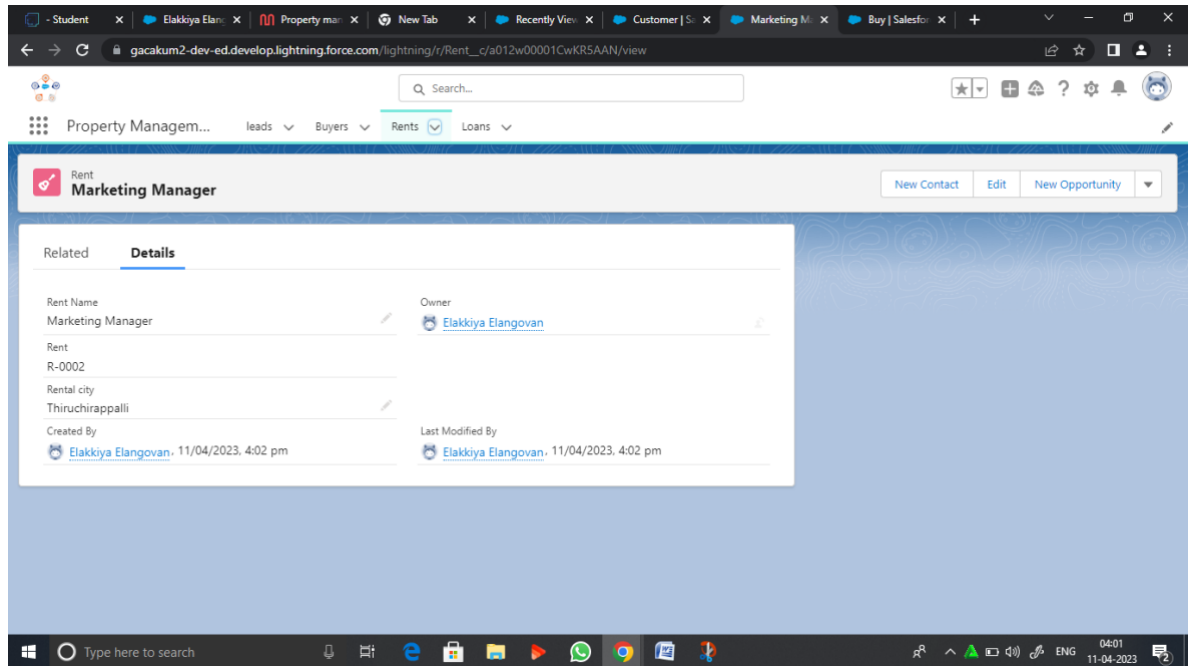 - Student
Elakkiya Elang
Property man
New Tab
Recently View
Customer | Sa
Marketing Ma
Buy | Salesfor
gacakum2-dev-ed.develop.lightning.force.com/lightning/r/Rent__c/a012w00001CwKR5AAN/view
Search...
Property Managem...
leads
Buyers
Rents
Loans
Rent
Marketing Manager
New Contact
Edit
New Opportunity
Related
Details
Rent Name
Marketing Manager
Owner
Elakkiya Elangovan
Rent
R-0002
Rental city
Thiruchirappalli
Created By
Elakkiya Elangovan, 11/04/2023, 4:02 pm
Last Modified By
Elakkiya Elangovan, 11/04/2023, 4:02 pm
Type here to search
ENG
04:01
11-04-2023
2